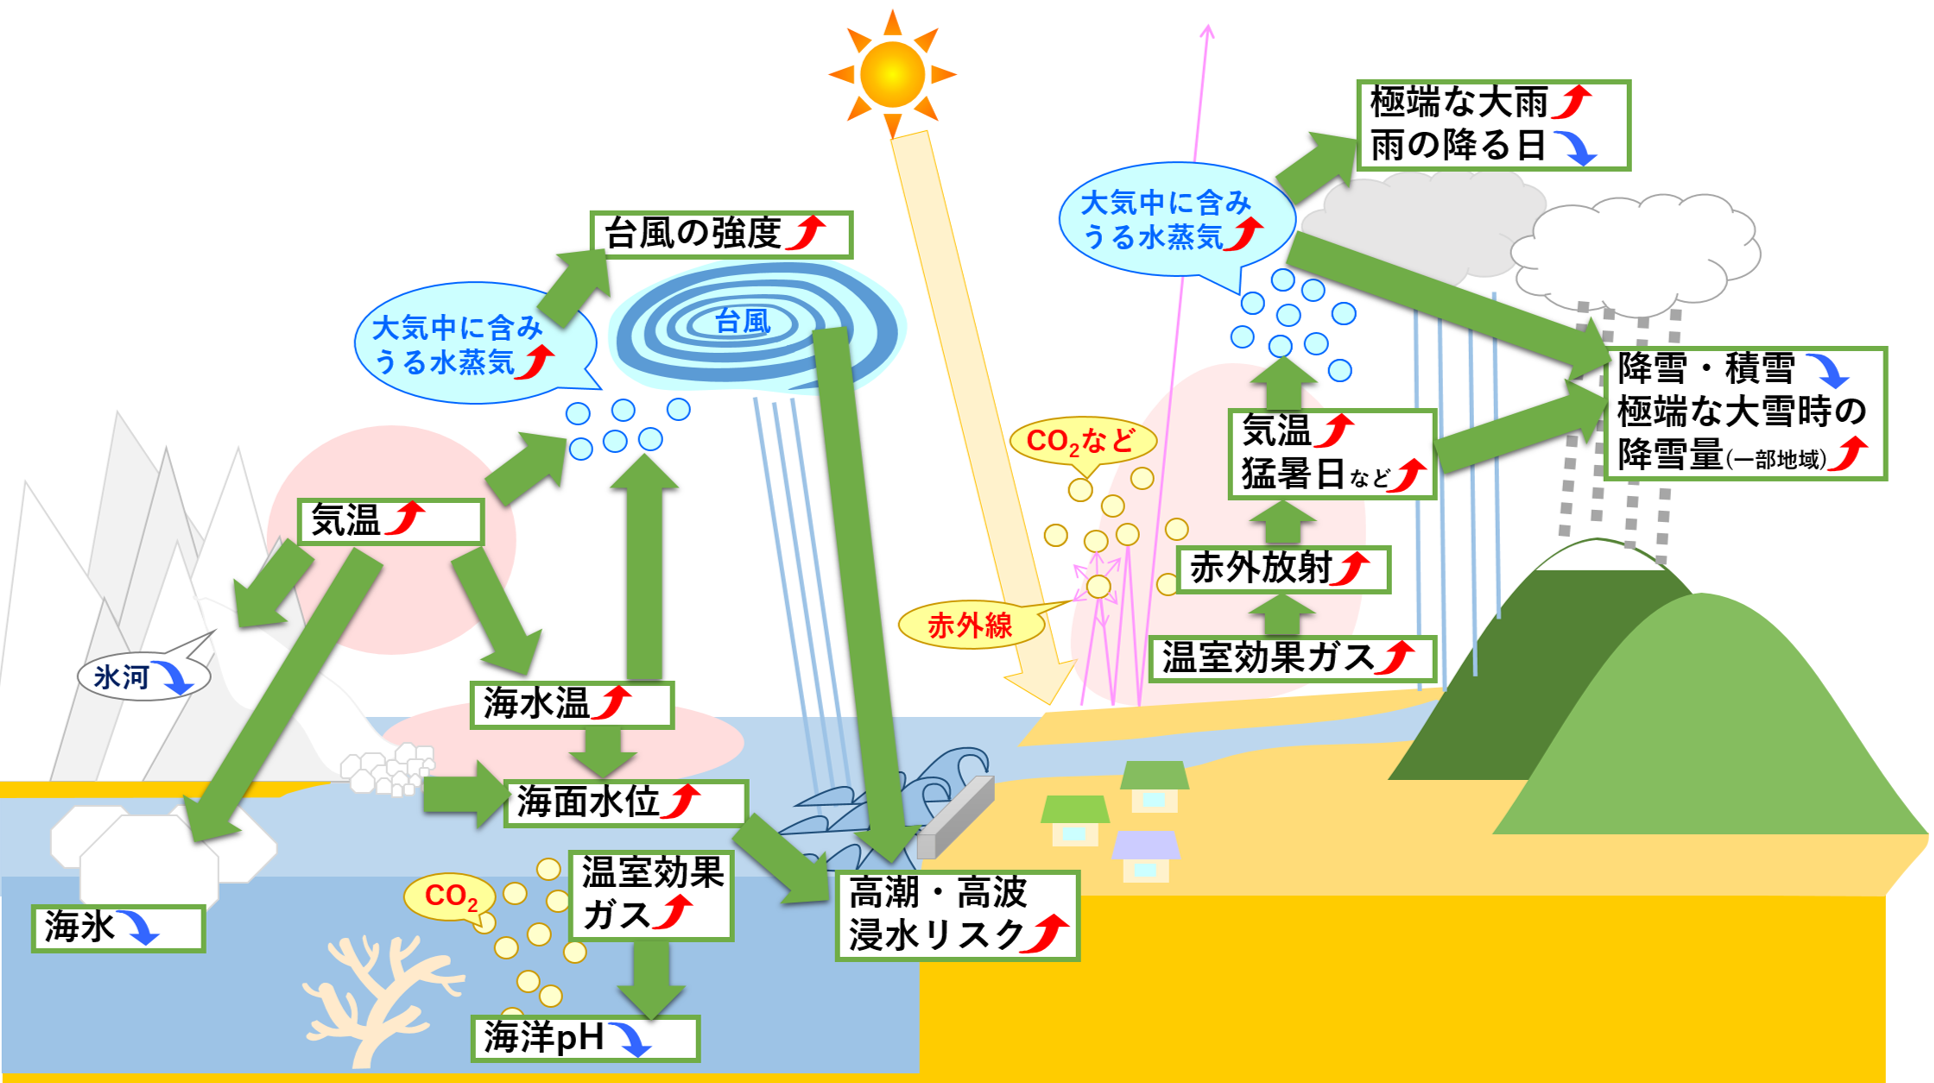 極端な大雨
雨の降る日
大気中に含み
うる水蒸気
台風の強度
台風
大気中に含み
うる水蒸気
降雪・積雪
極端な大雪時の
降雪量(一部地域)
CO₂など
気温
猛暑日など
気温
赤外放射
赤外線
温室効果ガス
氷河
海水温
海面水位
温室効果
ガス
CO₂
高潮・高波
浸水リスク
海氷
海洋pH